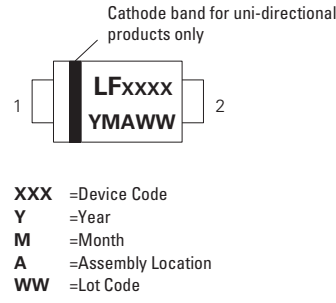 Cathode band for uni-directional
products only
LFxxxx
YMAWW
1
2
XXX =Device Code
Y =Year
M =Month
A =Assembly Location
WW =Lot Code